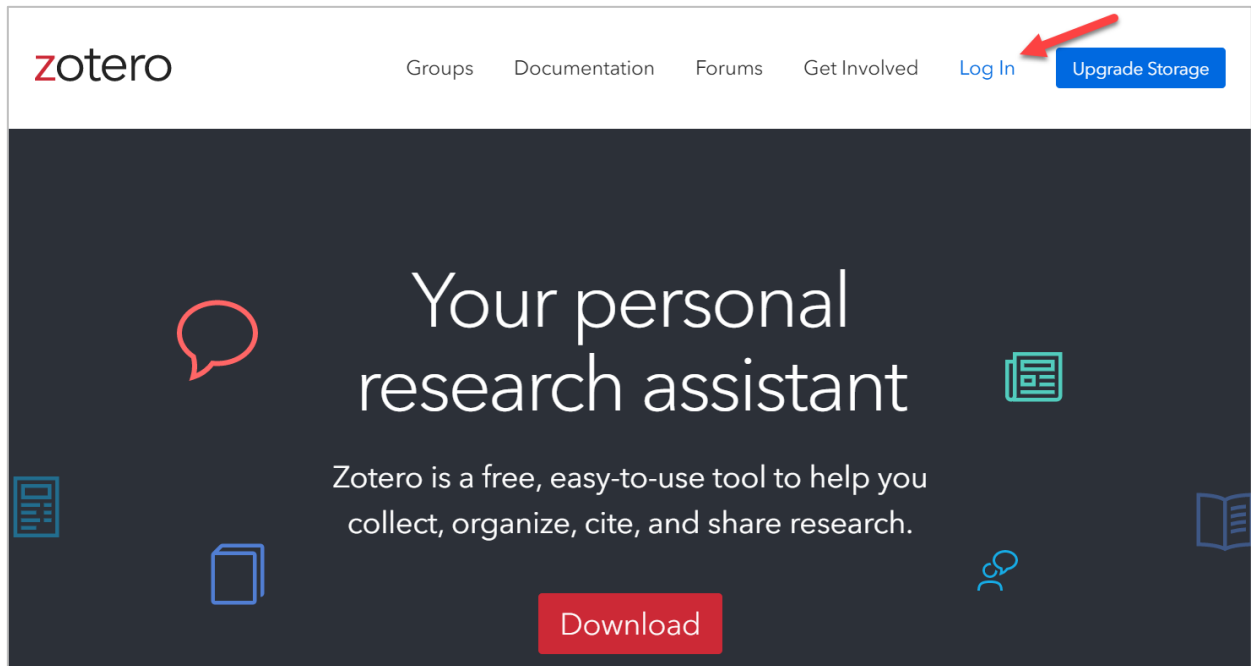 zotero
Groups Documentation Forums Get Involved Log In Upgrade Storage
Your personal
research assistant
Zotero is a free, easy-to-use tool to help you
collect, organize, cite, and share research.
Download